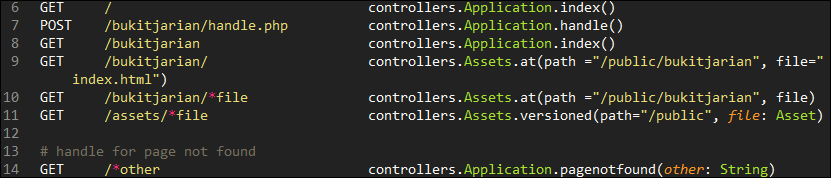 6 GET / controllers.Application.index()
7 POST /bukitjarian/handle.php controllers.Application.handle()
8 GET /bukitjarian controllers.Application.index()
9 GET /bukitjarian/ controllers.Assets.at(path ="/public/bukitjarian", file="
index.html")
10 GET /bukitjarian/*file controllers.Assets.at(path ="/public/bukitjarian", file)
11 GET /assets/*file controllers.Assets.versioned(path="/public", file: Asset)
12
13 # handle for page not found
14 GET /*other controllers.Application.pagenotfound(other: String)